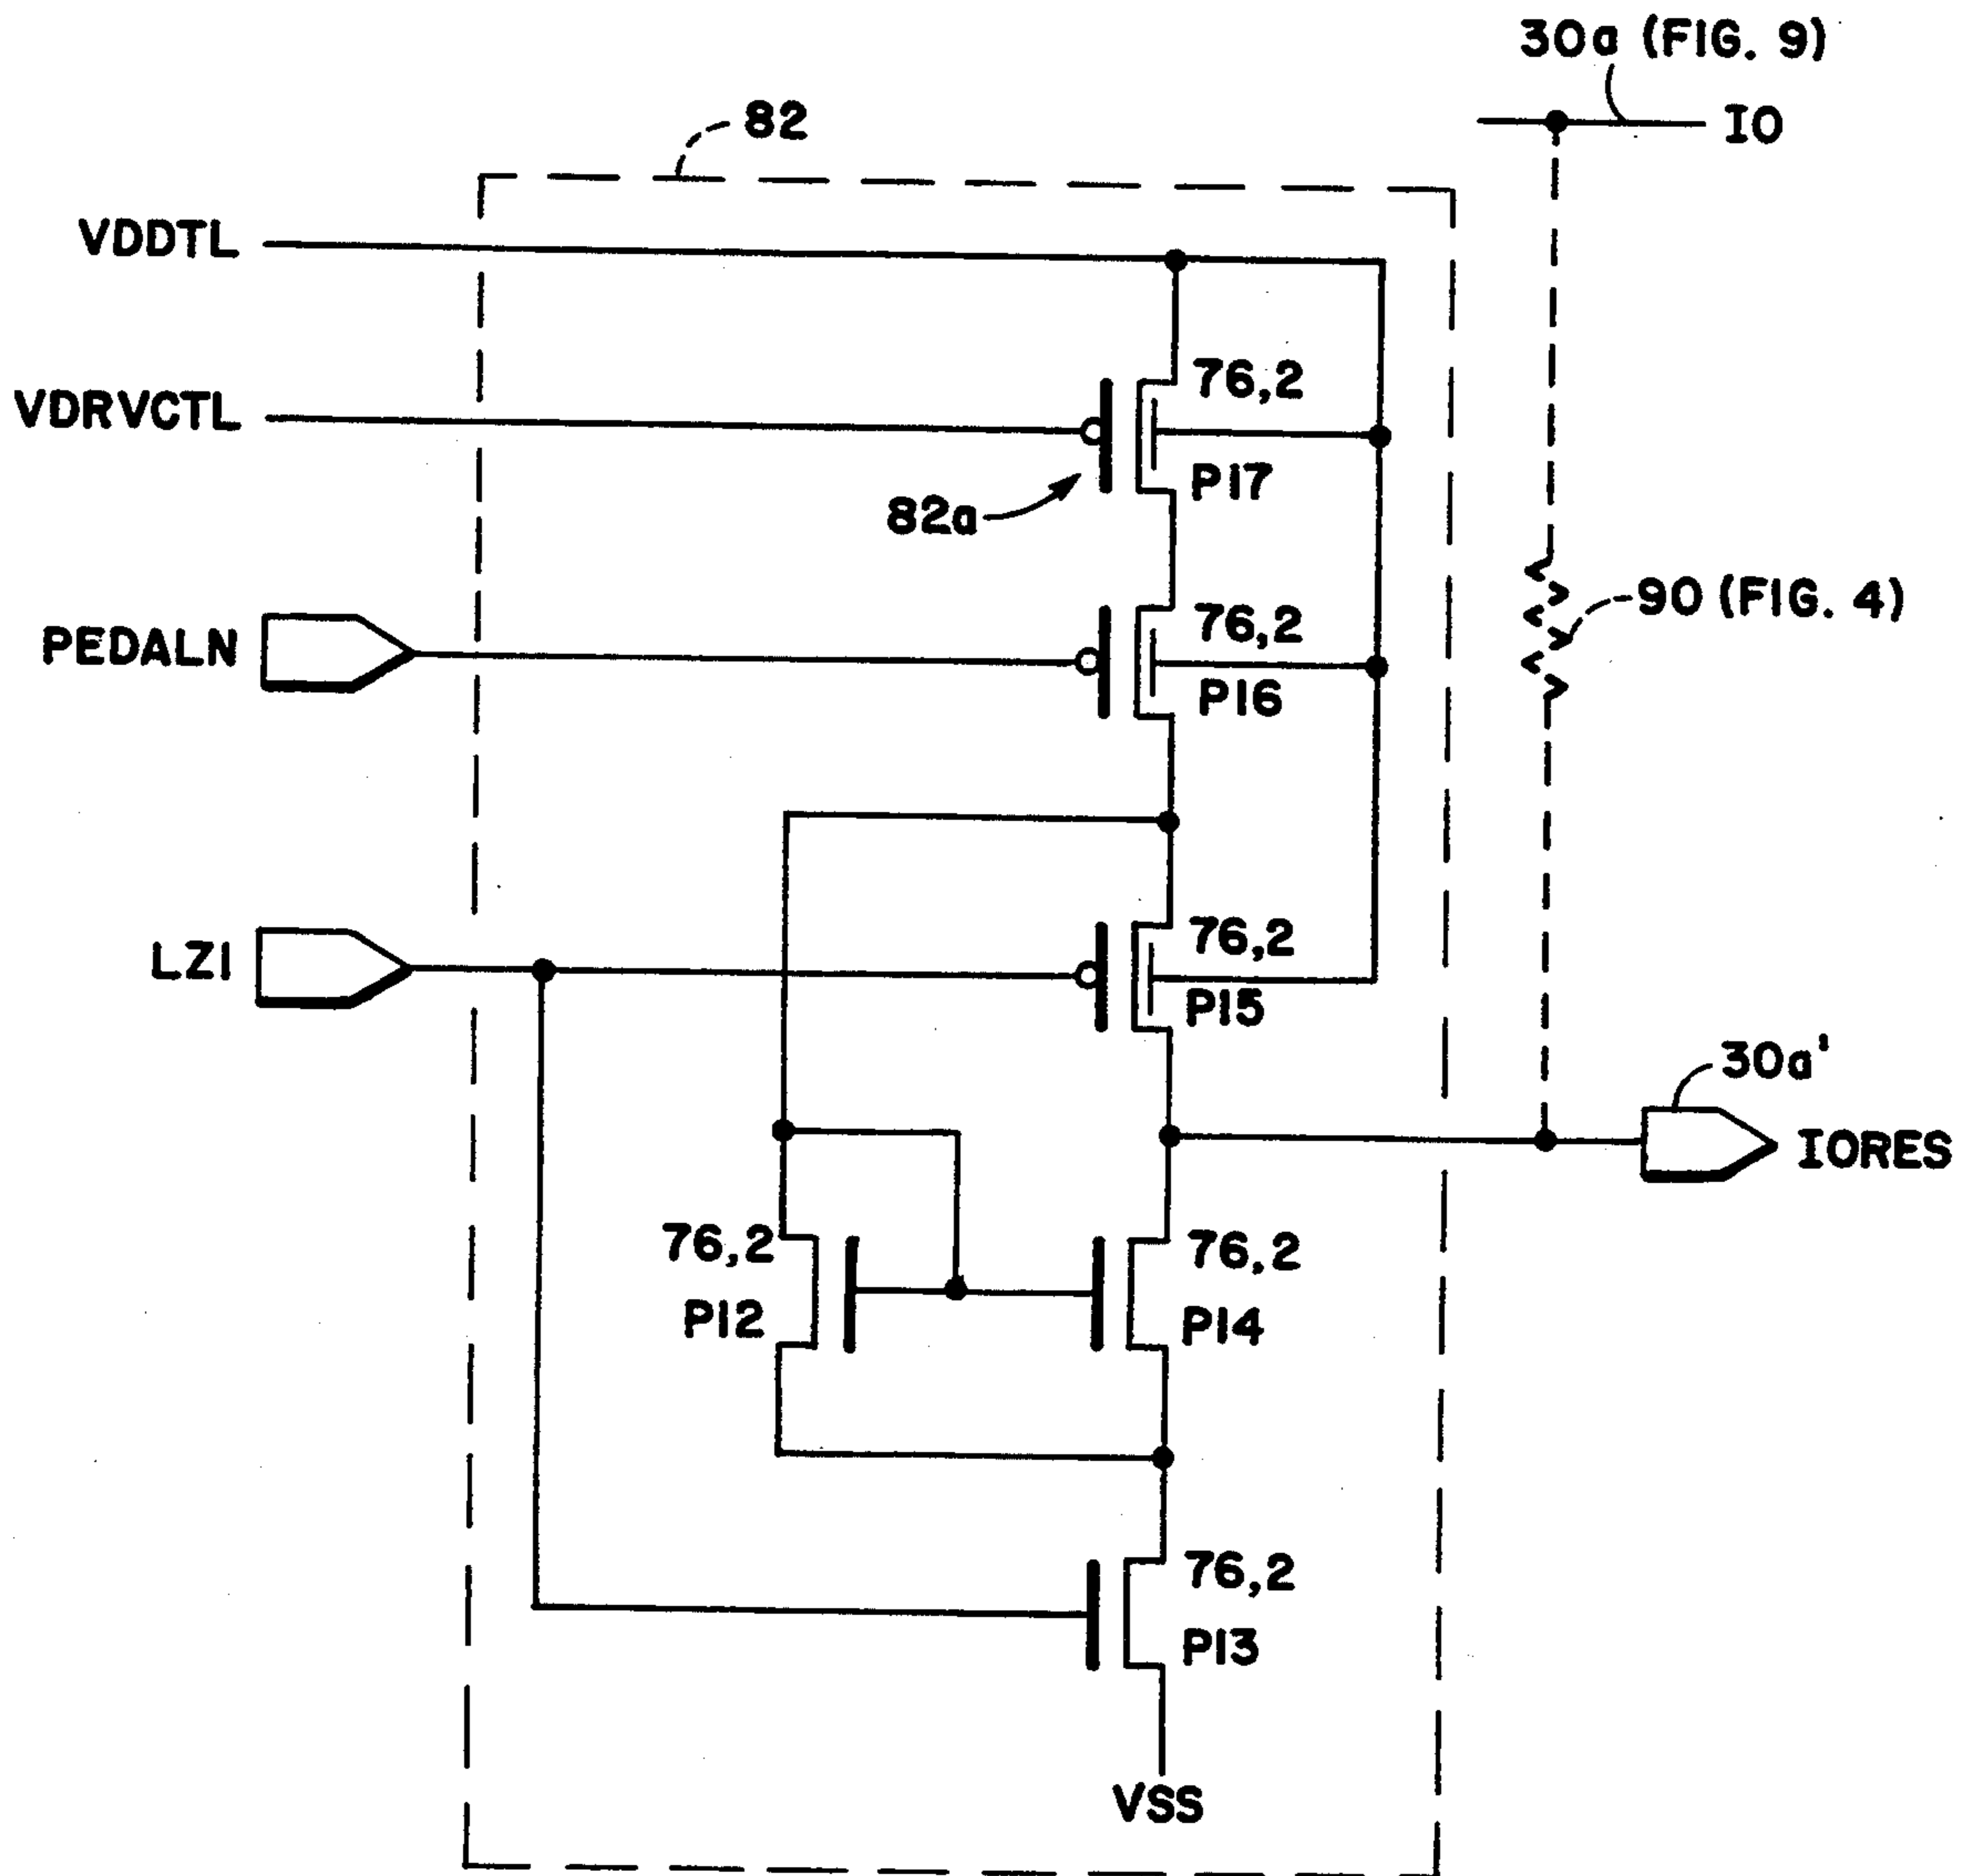 30a (FIG. 9)
82
IO
VDDTL
76,2
VDRVCTL
P17
82a
76,2
90 (FIG. 4)
PEDALN
P16
76,2
LZI
P15
30a'
IORES
76,2
76,2
P12
P14
76,2
P13
VSS